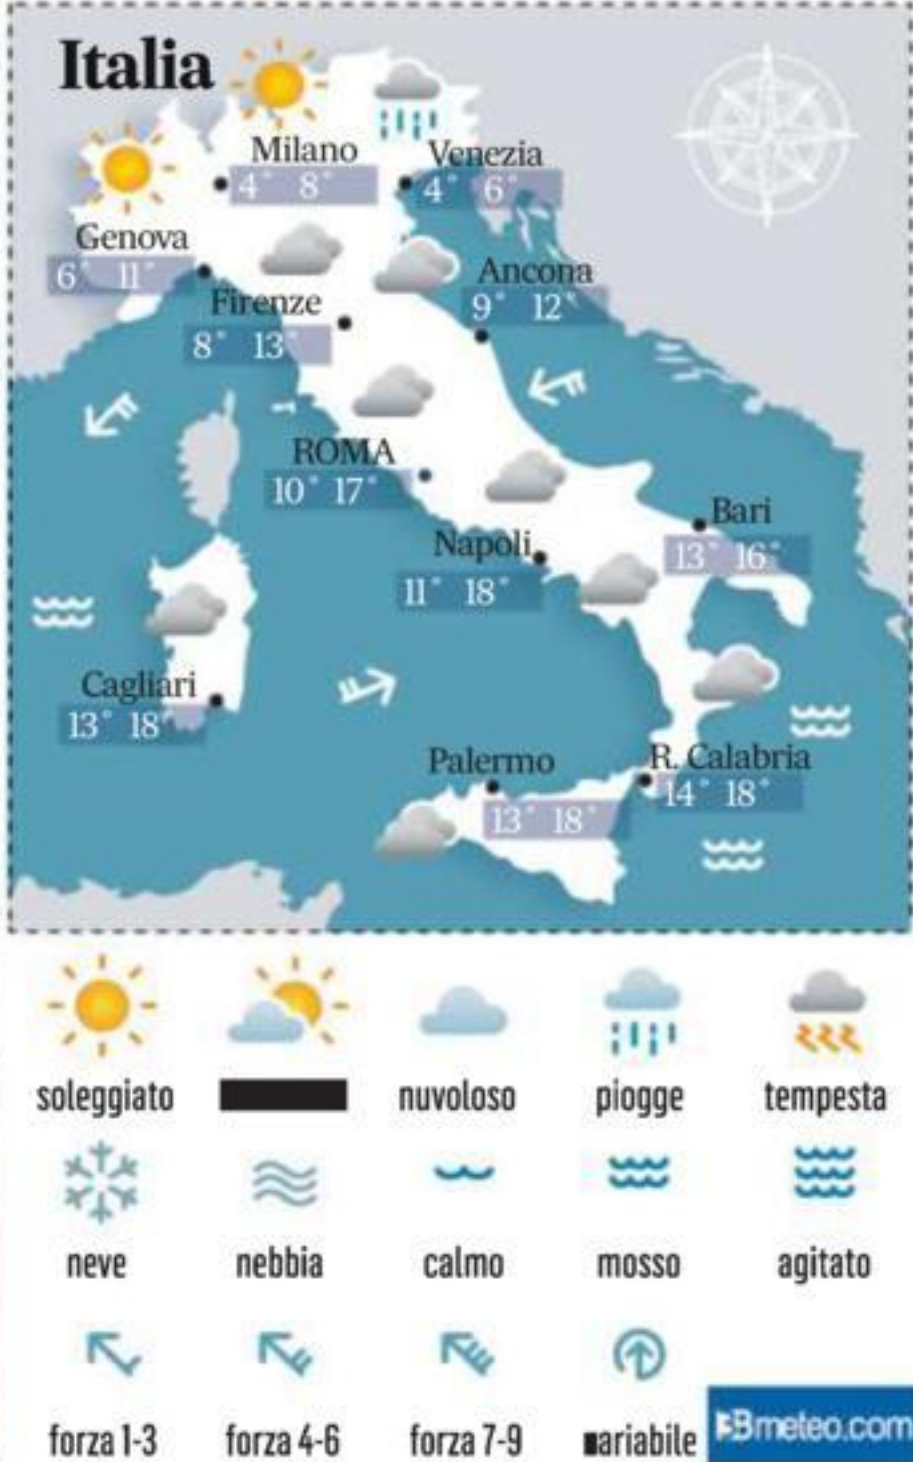 Italia
Milano
4° 8°
Venezia
4° 6°
Genova
6° 11°
Ancona
9° 12°
Firenze
8° 13°
ROMA
10° 17°
Bari
13° 16°
Napoli
11° 18°
Cagliari
13° 18°
Palermo
13° 18°
R. Calabria
14° 18°
soleggiato
nuvoloso
piogge
tempesta
neve
nebbia
calmo
mosso
agitato
forza 1-3
forza 4-6
forza 7-9
ariabile
3Bmeteo.com